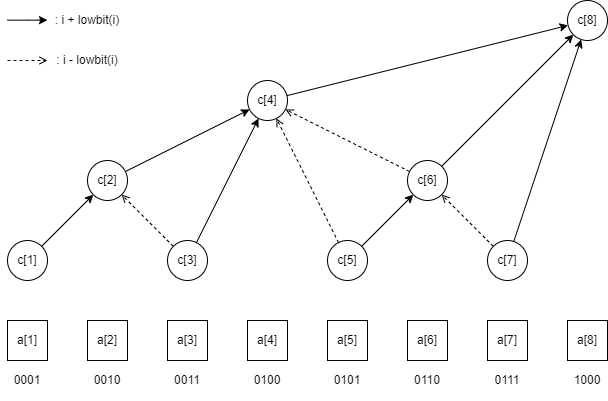 : i + lowbit(i)
: i - lowbit(i)
c[8]
c[4]
c[2]
c[6]
c[1]
c[3]
c[5]
c[7]
a[1] a[2] a[3] a[4] a[5] a[6] a[7] a[8]
0001 0010 0011 0100 0101 0110 0111 1000